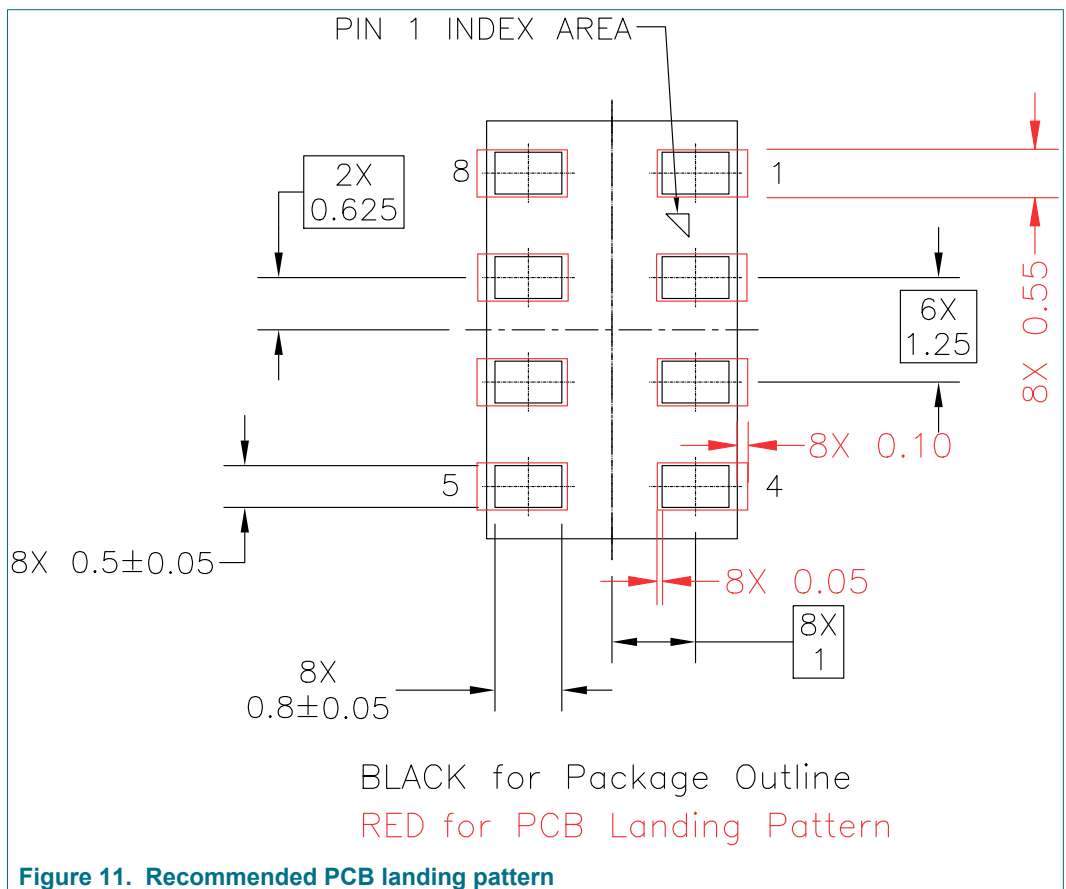 PIN 1 INDEX AREA
8
1
2X
0.625
8X 0.55
6X
1.25
8X 0.10
5
4
8X 0.5±0.05
8X 0.05
8X
1
8X
0.8±0.05
BLACK for Package Outline
RED for PCB Landing Pattern
Figure 11. Recommended PCB landing pattern